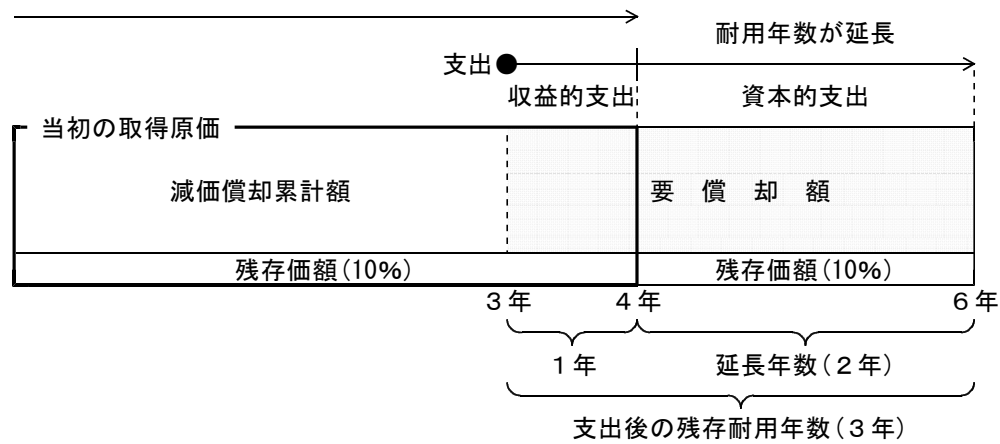 耐用年数が延長
支出
収益的支出 資本的支出
当初の取得原価
減価償却累計額 要償却額
残存価額(10%) 残存価額(10%)
3年 4年 6年
1年 延長年数(2年)
支出後の残存耐用年数(3年)